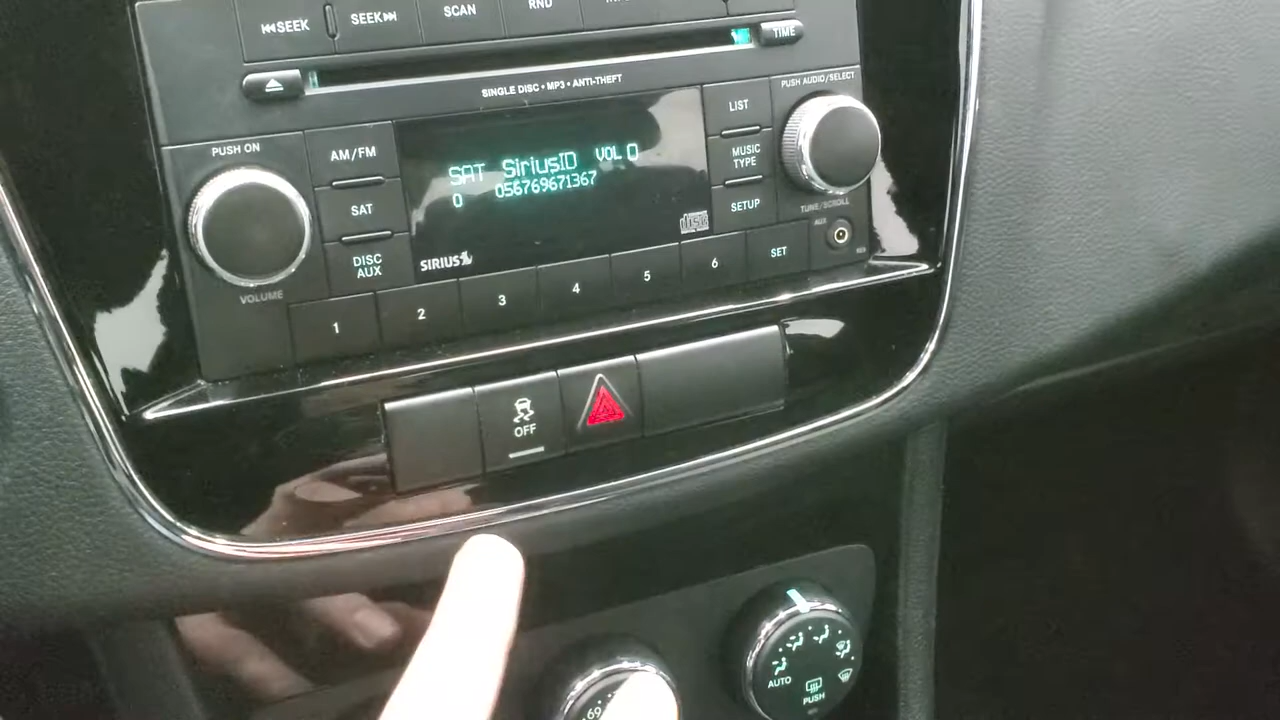 SEEK
SEEK
SCAN
RND
TIME
SINGLE DISC • MP3 • ANTI-THEFT
PUSH ON
AM/FM
SAT
DISC
AUX
VOLUME
SAT SiriusID VOL 0
0 056769671367
SIRIUS
disc
LIST
MUSIC
TYPE
SETUP
PUSH AUDIO/SELECT
TUNE/SCROLL
AUX
1
2
3
4
5
6
SET
OFF
69
AUTO
PUSH